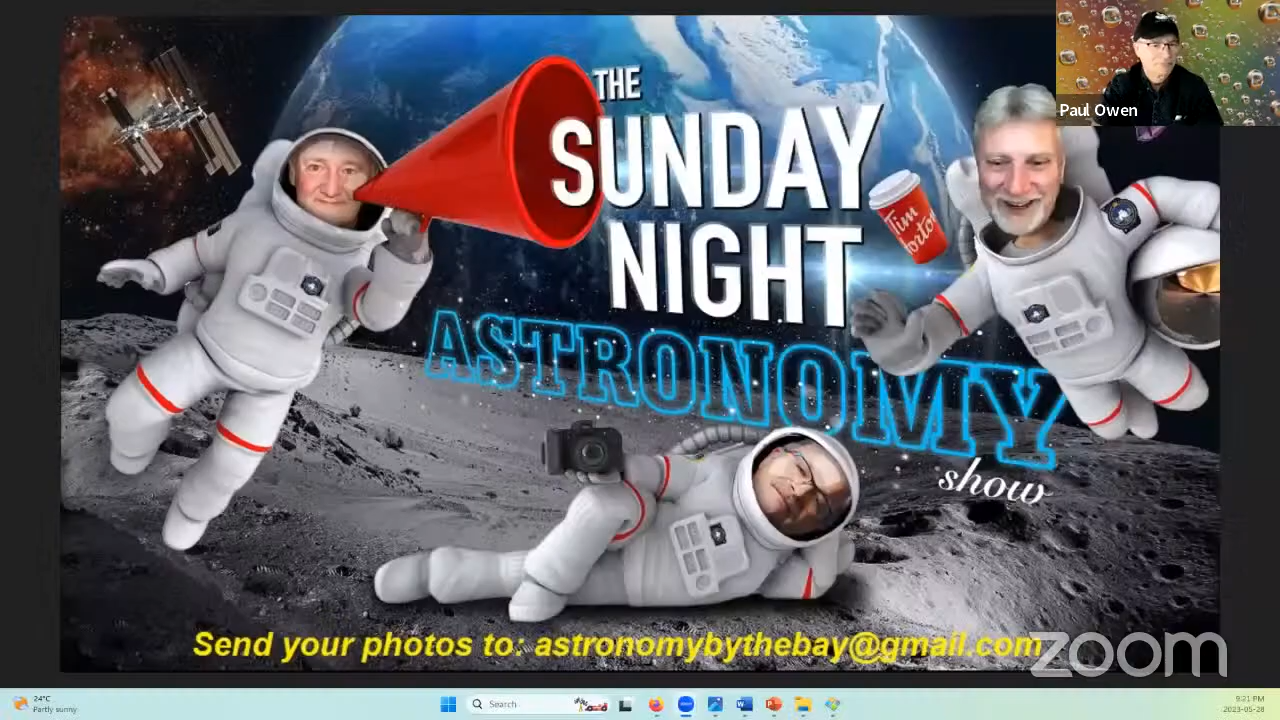 Paul Owen
THE
SUNDAY
NIGHT
ASTRONOMY
show
Tim
Hortons
Send your photos to: astronomybythebay@gmail.com
zoom
24°C
Partly sunny
Search
9:21 PM
2023-05-28